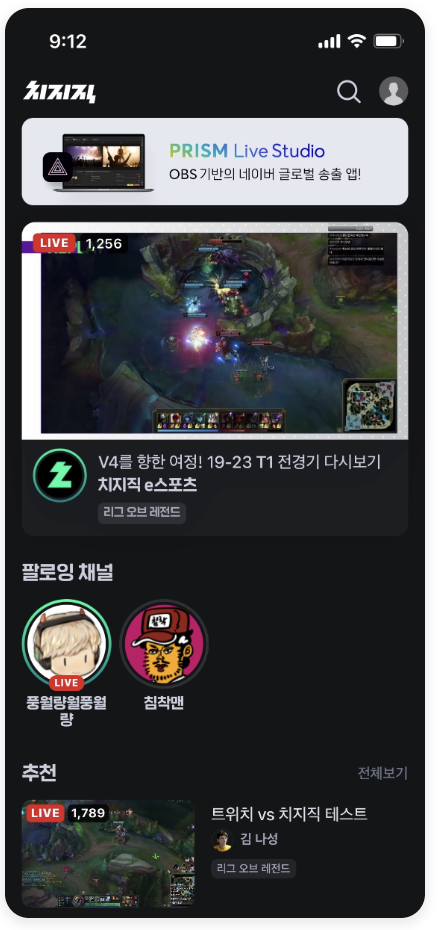 9:12
치지직
PRISM Live Studio
OBS 기반의 네이버 글로벌 송출 앱!
LIVE 1,256
V4를 향한 여정! 19-23 T1 전경기 다시보기
치지직 e스포츠
리그 오브 레전드
팔로잉 채널
침착
LIVE
풍월량월풍월
량
침착맨
추천
전체보기
LIVE 1,789
트위치 vs 치지직 테스트
김 나성
리그 오브 레전드